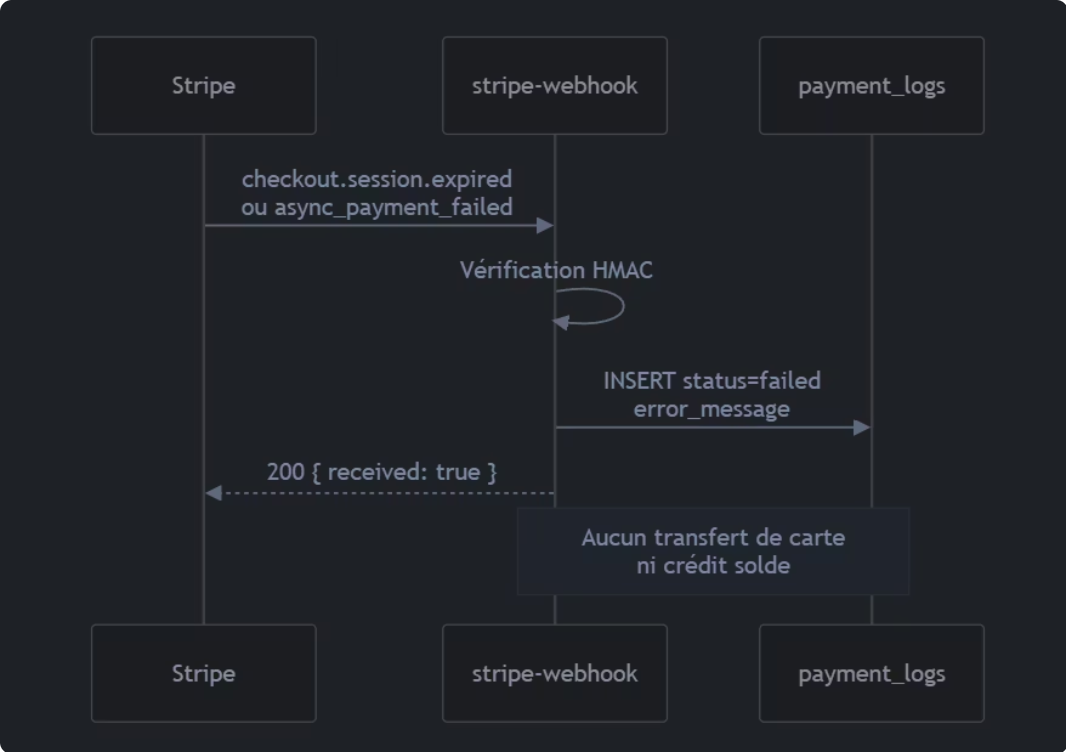 Stripe
stripe-webhook
payment_logs
checkout.session.expired
ou async_payment_failed
Vérification HMAC
INSERT status=failed
error_message
200 { received: true }
Aucun transfert de carte
ni crédit solde
Stripe
stripe-webhook
payment_logs